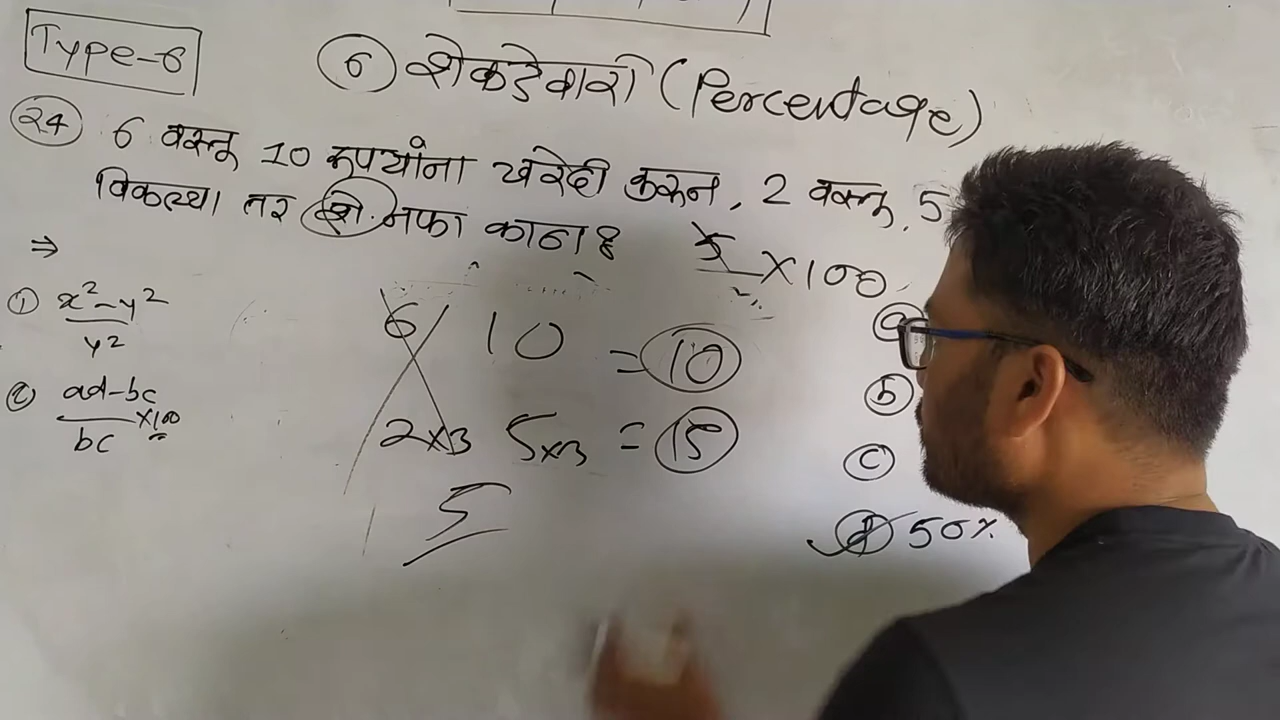 Type-6
6 शेकडेवारी (Percentage)
24 6 वस्तू 10 रूपयांना खरेदी करून, 2 वस्तू 5
विकल्या तर शे. नफा काढा?
⇒
① x²-y²
y²
② ad-bc
bc
×100
5
×100
6 10 = 10
2×3 5×3 = 15
5
a
b
c
d 50%